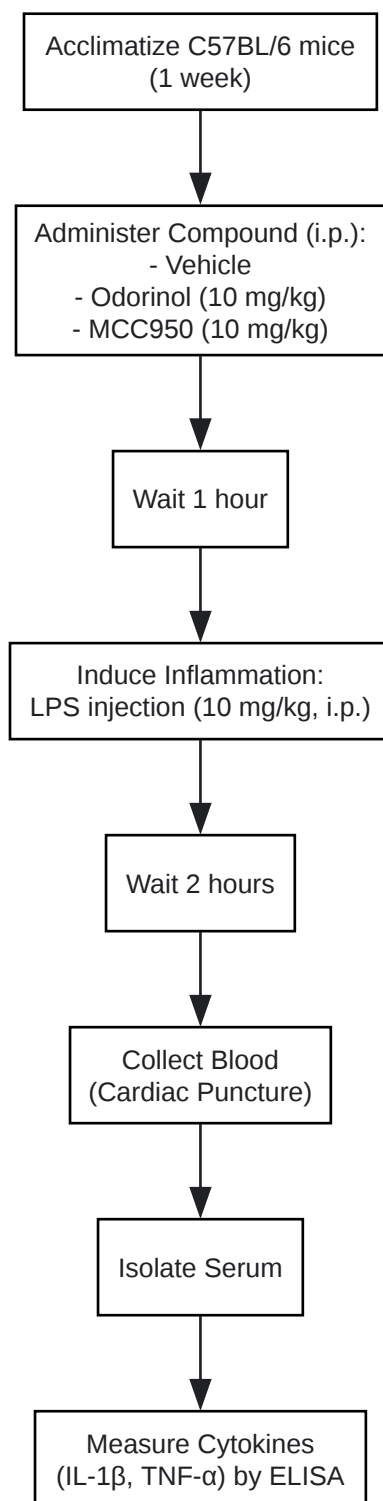 Acclimatize C57BL/6 mice
(1 week)
Administer Compound (i.p.):
- Vehicle
- Odorinol (10 mg/kg)
- MCC950 (10 mg/kg)
Wait 1 hour
Induce Inflammation:
LPS injection (10 mg/kg, i.p.)
Wait 2 hours
Collect Blood
(Cardiac Puncture)
Isolate Serum
Measure Cytokines
(IL-1β, TNF-α) by ELISA